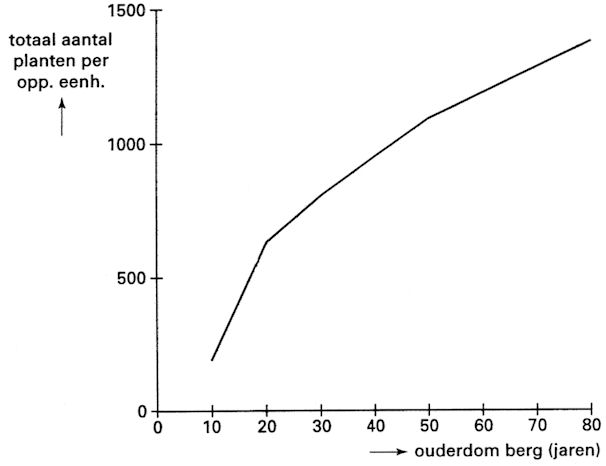 1500
totaal aantal
planten per
opp. eenh.
1000
500
0
0 10 20 30 40 50 60 70 80
ouderdom berg (jaren)